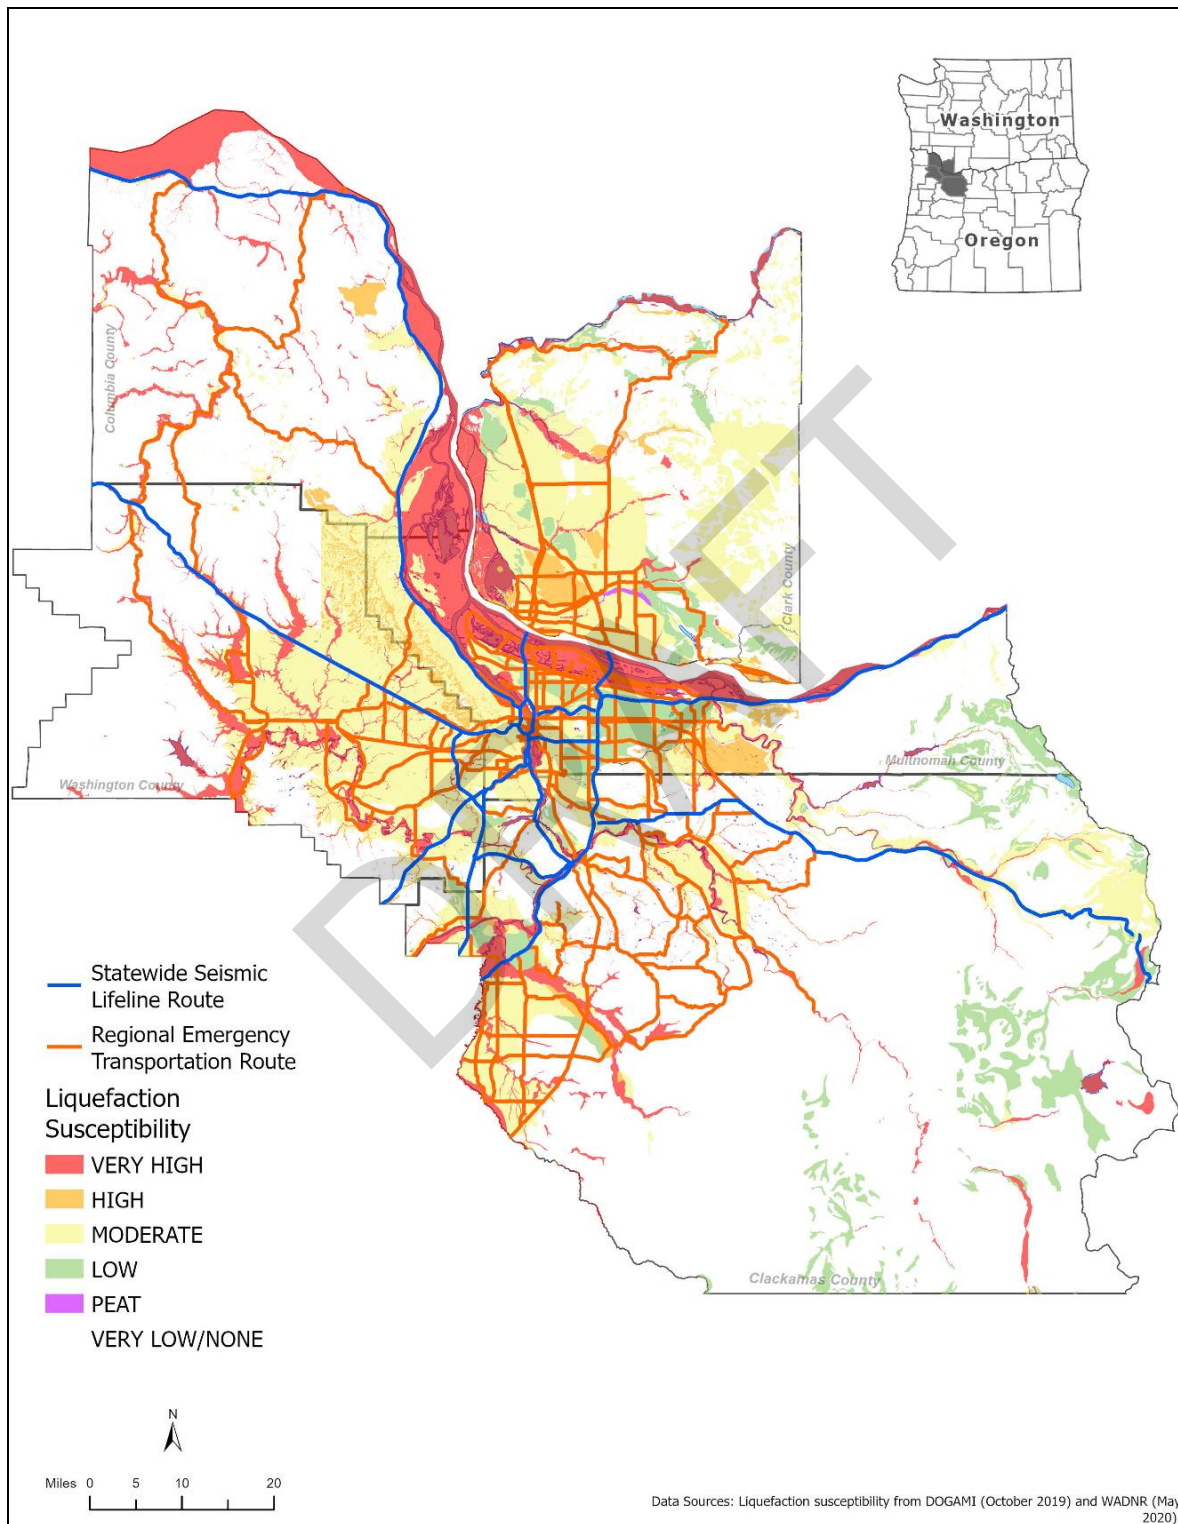 Washington
Oregon
Columbia County
Clark County
Multnomah County
Washington County
DRAFT
Statewide Seismic
Lifeline Route
Regional Emergency
Transportation Route
Liquefaction
Susceptibility
VERY HIGH
HIGH
MODERATE
LOW
PEAT
VERY LOW/NONE
Clackamas County
N
Miles 0 5 10 20
Data Sources: Liquefaction susceptibility from DOGAMI (October 2019) and WADNR (May
2020)